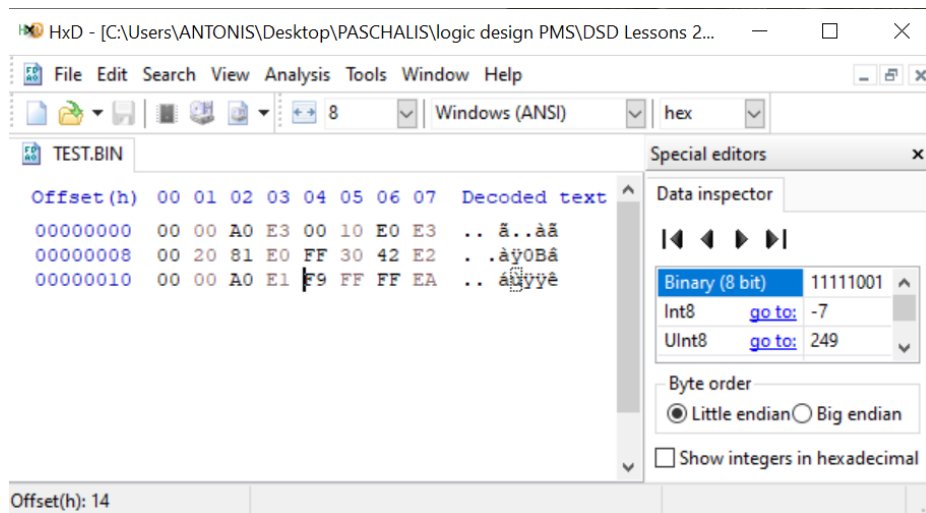 HxD - [C:\Users\ANTONIS\Desktop\PASCHALIS\logic design PMS\DSD Lessons 2...
File Edit Search View Analysis Tools Window Help
8 Windows (ANSI) hex
TEST.BIN
Special editors
Offset(h) 00 01 02 03 04 05 06 07 Decoded text
00000000 00 00 A0 E3 00 10 E0 E3 .. ã..àã
00000008 00 20 81 E0 FF 30 42 E2 . .àÿ0Bâ
00000010 00 00 A0 E1 F9 FF FF EA .. áùÿÿê
Data inspector
Binary (8 bit) 11111001
Int8 go to: -7
UInt8 go to: 249
Byte order
Little endian Big endian
Show integers in hexadecimal
Offset(h): 14